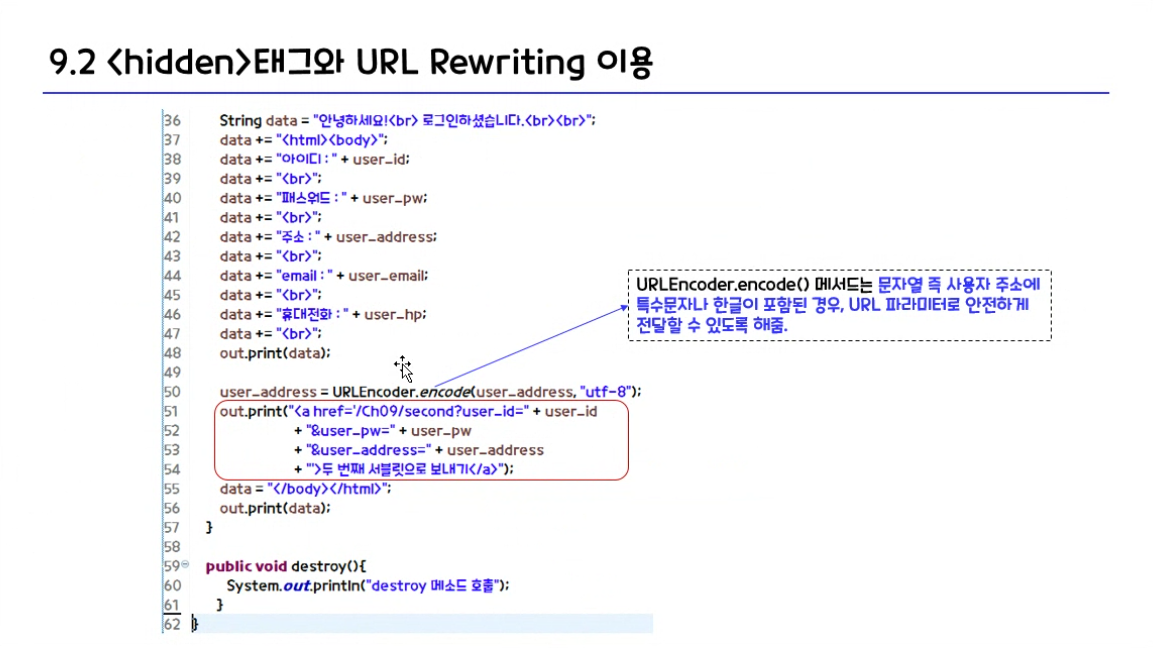 9.2 <hidden>태그와 URL Rewriting 이용
36 String data = "안녕하세요!<br> 로그인하셨습니다.<br><br>";
37 data += "<html><body>";
38 data += "아이디 : " + user_id;
39 data += "<br>";
40 data += "패스워드 : " + user_pw;
41 data += "<br>";
42 data += "주소 : " + user_address;
43 data += "<br>";
44 data += "email : " + user_email;
45 data += "<br>";
46 data += "휴대전화 : " + user_hp;
47 data += "<br>";
48 out.print(data);
49
50 user_address = URLEncoder.encode(user_address, "utf-8");
51 out.print("<a href='/Ch09/second?user_id=" + user_id
52 + "&user_pw=" + user_pw
53 + "&user_address=" + user_address
54 + "'>두 번째 서블릿으로 보내기</a>");
55 data = "</body></html>";
56 out.print(data);
57 }
58
59 public void destroy(){
60 System.out.println("destroy 메소드 호출");
61 }
62 }
URLEncoder.encode() 메서드는 문자열 즉 사용자 주소에
특수문자나 한글이 포함된 경우, URL 파라미터로 안전하게
전달할 수 있도록 해줌.